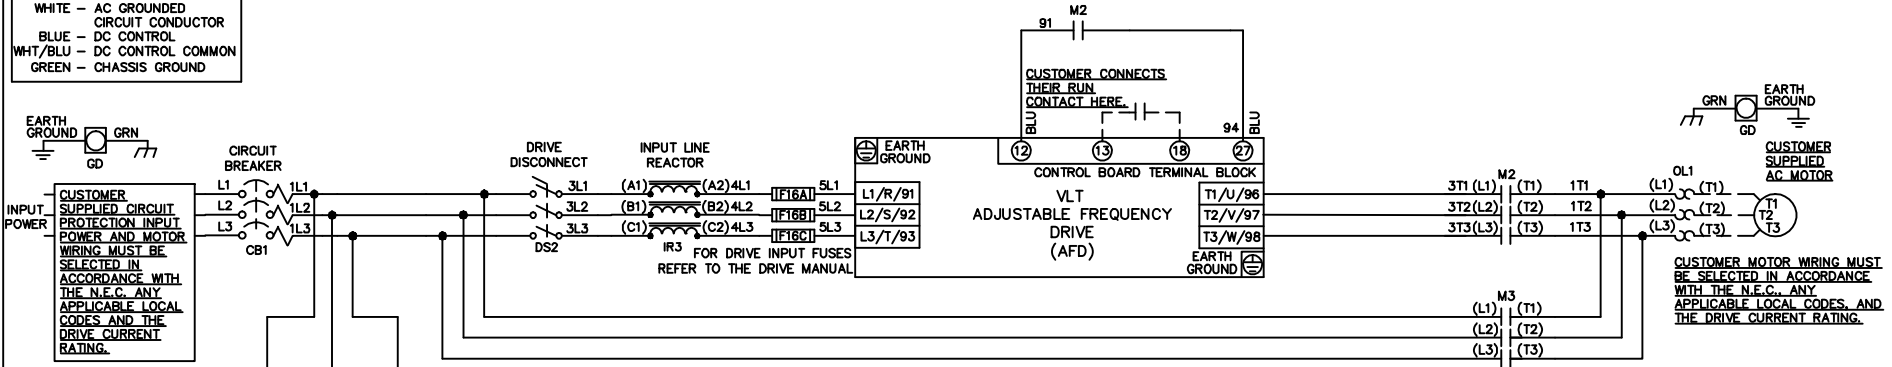 WHITE – AC GROUNDED
CIRCUIT CONDUCTOR
BLUE – DC CONTROL
WHT/BLU – DC CONTROL COMMON
GREEN – CHASSIS GROUND
EARTH
GROUND
GRN
GD
INPUT
POWER
CUSTOMER
SUPPLIED CIRCUIT
PROTECTION INPUT
POWER AND MOTOR
WIRING MUST BE
SELECTED IN
ACCORDANCE WITH
THE N.E.C. ANY
APPLICABLE LOCAL
CODES AND THE
DRIVE CURRENT
RATING.
CIRCUIT
BREAKER
L1 1L1
L2 1L2
L3 1L3
CB1
DRIVE
DISCONNECT
3L1
3L2
3L3
DS2
INPUT LINE
REACTOR
(A1) (A2) 4L1 F16A 5L1
(B1) (B2) 4L2 F16B 5L2
(C1) (C2) 4L3 F16C 5L3
IR3
FOR DRIVE INPUT FUSES
REFER TO THE DRIVE MANUAL
M2
91
CUSTOMER CONNECTS
THEIR RUN
CONTACT HERE.
BLU
94
BLU
12 13 18 27
CONTROL BOARD TERMINAL BLOCK
EARTH
GROUND
L1/R/91
L2/S/92
L3/T/93
VLT
ADJUSTABLE FREQUENCY
DRIVE
(AFD)
T1/U/96
T2/V/97
T3/W/98
EARTH
GROUND
M2
3T1 (L1) (T1) 1T1
3T2 (L2) (T2) 1T2
3T3 (L3) (T3) 1T3
M3
(L1) (T1)
(L2) (T2)
(L3) (T3)
GRN
EARTH
GROUND
GD
CUSTOMER
SUPPLIED
AC MOTOR
OL1
(L1) (T1)
(L2) (T2)
(L3) (T3)
T1
T2
T3
CUSTOMER MOTOR WIRING MUST
BE SELECTED IN ACCORDANCE
WITH THE N.E.C., ANY
APPLICABLE LOCAL CODES, AND
THE DRIVE CURRENT RATING.